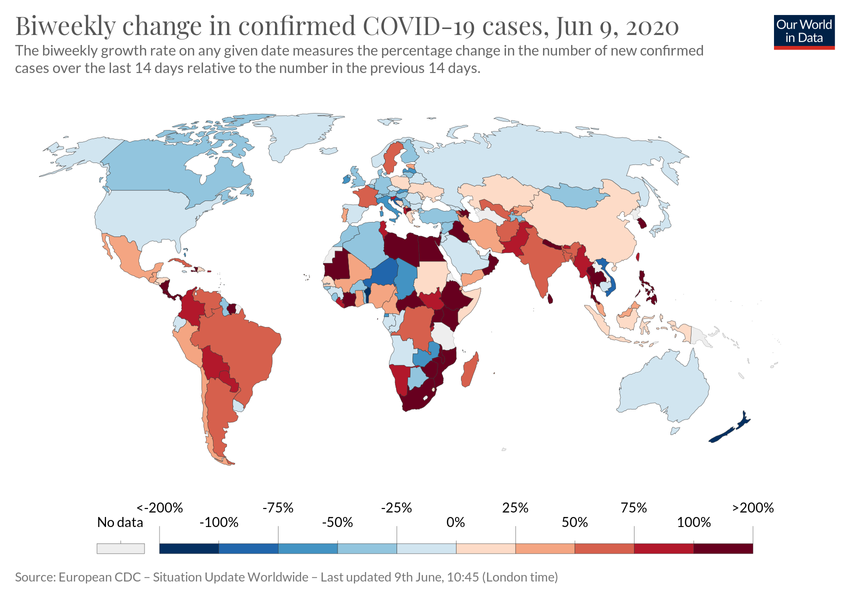 Biweekly change in confirmed COVID-19 cases, Jun 9, 2020
Our World
in Data
The biweekly growth rate on any given date measures the percentage change in the number of new confirmed
cases over the last 14 days relative to the number in the previous 14 days.
<-200% -75% -25% 25% 75% >200%
No data -100% -50% 0% 50% 100%
Source: European CDC – Situation Update Worldwide – Last updated 9th June, 10:45 (London time)